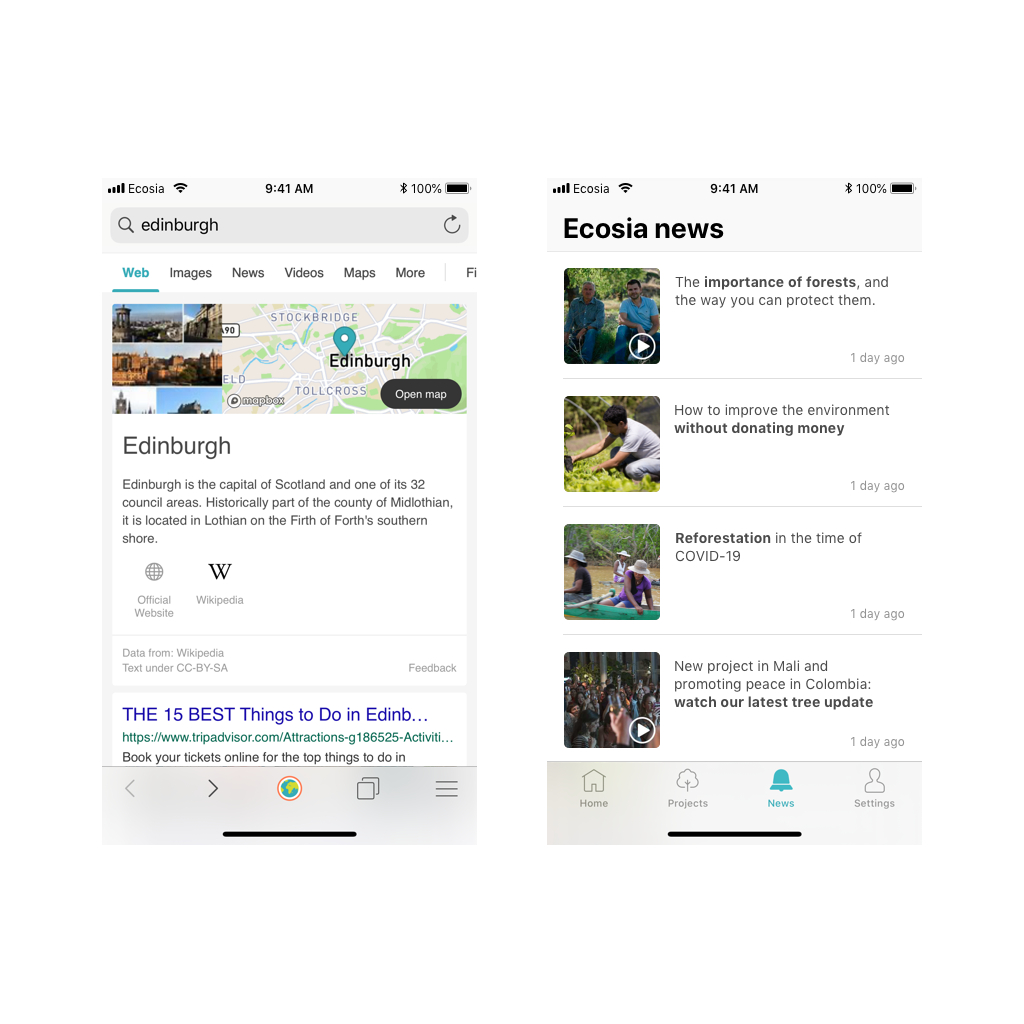 Ecosia 9:41 AM 100%
edinburgh
Web Images News Videos Maps More Fi
A90
STOCKBRIDGE
Edinburgh
ELD
TOLLCROSS
mapbox
Open map
Edinburgh
Edinburgh is the capital of Scotland and one of its 32
council areas. Historically part of the county of Midlothian,
it is located in Lothian on the Firth of Forth's southern
shore.
W
Official
Website
Wikipedia
Data from: Wikipedia
Text under CC-BY-SA
Feedback
THE 15 BEST Things to Do in Edinb…
https://www.tripadvisor.com/Attractions-g186525-Activiti…
Book your tickets online for the top things to do in
Ecosia 9:41 AM 100%
Ecosia news
The importance of forests, and
the way you can protect them.
1 day ago
How to improve the environment
without donating money
1 day ago
Reforestation in the time of
COVID-19
1 day ago
New project in Mali and
promoting peace in Colombia:
watch our latest tree update
1 day ago
Home Projects News Settings